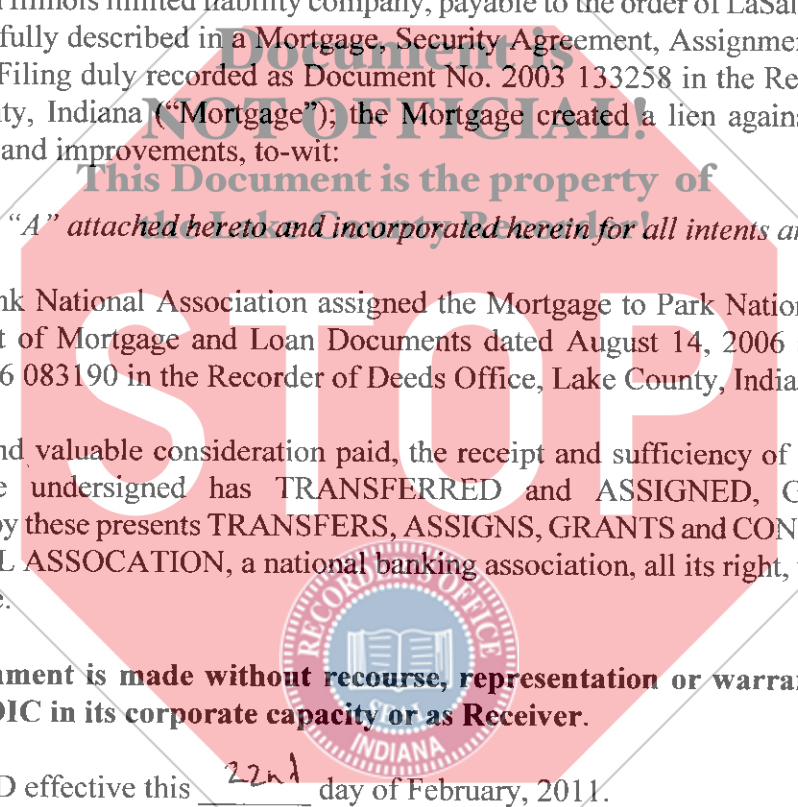 Illinois limited liability company, payable to the order of LaSal
fully described in a Mortgage, Security Agreement, Assignme
Document is
Filing duly recorded as Document No. 2003 133258 in the Re
NOT OFFICIAL!
ty, Indiana (“Mortgage”); the Mortgage created a lien agains
and improvements, to-wit:
This Document is the property of
the Lake County Recorder!
“A” attached hereto and incorporated herein for all intents a
nk National Association assigned the Mortgage to Park Nation
t of Mortgage and Loan Documents dated August 14, 2006
6 083190 in the Recorder of Deeds Office, Lake County, India
STOP
nd valuable consideration paid, the receipt and sufficiency of
e undersigned has TRANSFERRED and ASSIGNED, G
by these presents TRANSFERS, ASSIGNS, GRANTS and CON
L ASSOCATION, a national banking association, all its right,
e.
RECORDER'S OFFICE
SEAL
INDIANA
nment is made without recourse, representation or warra
DIC in its corporate capacity or as Receiver.
D effective this 22nd day of February, 2011.